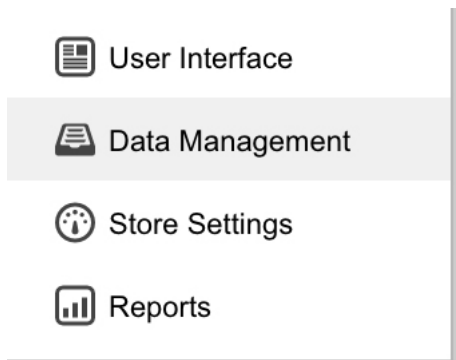 User Interface
Data Management
Store Settings
Reports